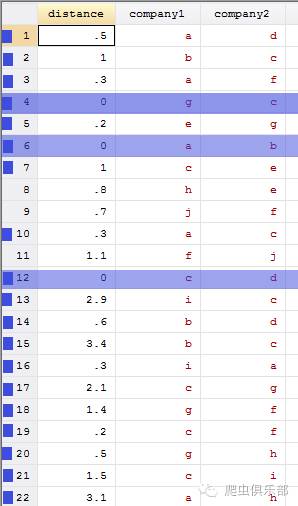 distance company1 company2
1 .5 a d
2 1 b c
3 .3 a f
4 0 g c
5 .2 e g
6 0 a b
7 1 c e
8 .8 h e
9 .7 j f
10 .3 a c
11 1.1 f j
12 0 c d
13 2.9 i c
14 .6 b d
15 3.4 b c
16 .3 i a
17 2.1 c g
18 1.4 g f
19 .2 c f
20 .5 g h
21 1.5 c i
22 3.1 a h
爬虫俱乐部